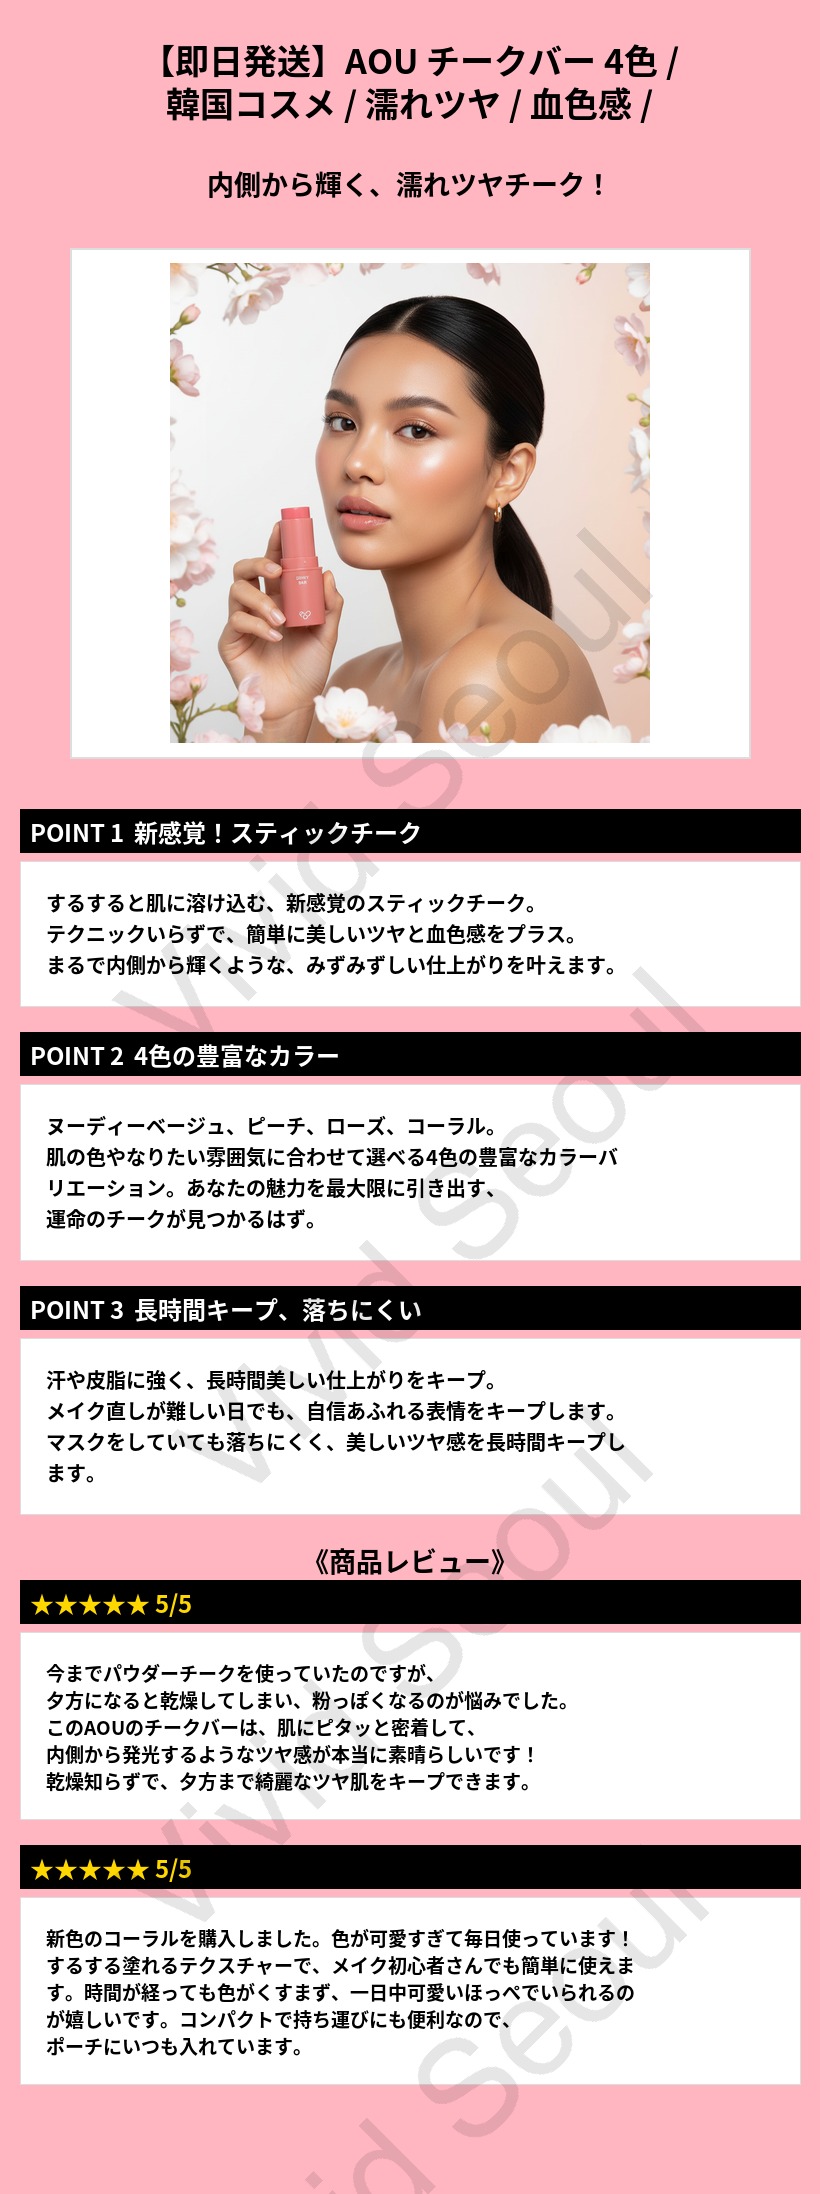 【即日発送】AOU チークバー 4色 /
韓国コスメ / 濡れツヤ / 血色感 /
内側から輝く、濡れツヤチーク！
POINT 1 新感覚！スティックチーク
するすると肌に溶け込む、新感覚のスティックチーク。
テクニックいらずで、簡単に美しいツヤと血色感をプラス。
まるで内側から輝くような、みずみずしい仕上がりを叶えます。
POINT 2 4色の豊富なカラー
ヌーディーベージュ、ピーチ、ローズ、コーラル。
肌の色やなりたい雰囲気に合わせて選べる4色の豊富なカラーバ
リエーション。あなたの魅力を最大限に引き出す、
運命のチークが見つかるはず。
POINT 3 長時間キープ、落ちにくい
汗や皮脂に強く、長時間美しい仕上がりをキープ。
メイク直しが難しい日でも、自信あふれる表情をキープします。
マスクをしていても落ちにくく、美しいツヤ感を長時間キープし
ます。
《商品レビュー》
★★★★★ 5/5
今までパウダーチークを使っていたのですが、
夕方になると乾燥してしまい、粉っぽくなるのが悩みでした。
このAOUのチークバーは、肌にピタッと密着して、
内側から発光するようなツヤ感が本当に素晴らしいです！
乾燥知らずで、夕方まで綺麗なツヤ肌をキープできます。
★★★★★ 5/5
新色のコーラルを購入しました。色が可愛すぎて毎日使っています！
するする塗れるテクスチャーで、メイク初心者さんでも簡単に使えま
す。時間が経っても色がくすまず、一日中可愛いほっぺでいられるの
が嬉しいです。コンパクトで持ち運びにも便利なので、
ポーチにいつも入れています。
Vivid Seoul
Vivid Seoul
Vivid Seoul
Vivid Seoul